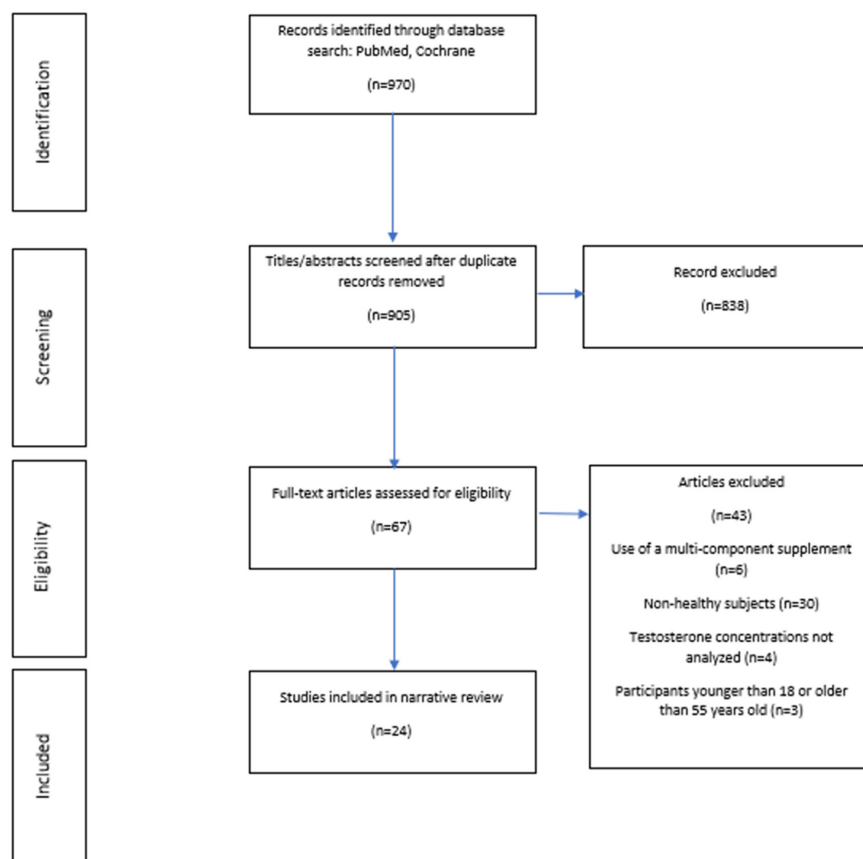 Identification
Records identified through database
search: PubMed, Cochrane
(n=970)
Screening
Titles/abstracts screened after duplicate
records removed
(n=905)
Record excluded
(n=838)
Eligibility
Full-text articles assessed for eligibility
(n=67)
Articles excluded
(n=43)
Use of a multi-component supplement
(n=6)
Non-healthy subjects (n=30)
Testosterone concentrations not
analyzed (n=4)
Participants younger than 18 or older
than 55 years old (n=3)
Included
Studies included in narrative review
(n=24)